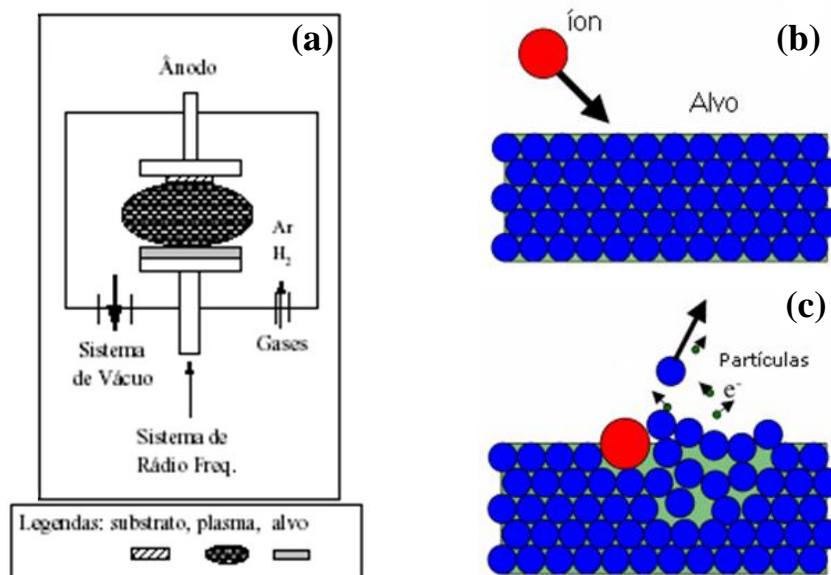 (a)
Ânodo
Ar
H₂
Sistema
de Vácuo
Gases
Sistema de
Rádio Freq.
Legendas: substrato, plasma, alvo
(b)
íon
Alvo
(c)
Partículas
e⁻